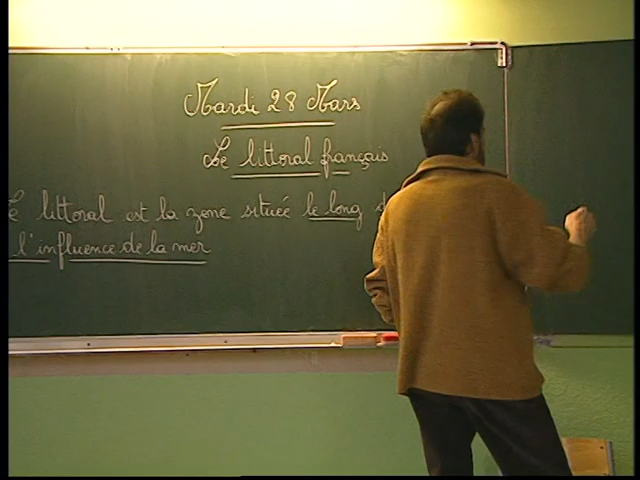 Mardi 28 Mars
Le littoral français
Le littoral est la zone située le long d
l'influence de la mer